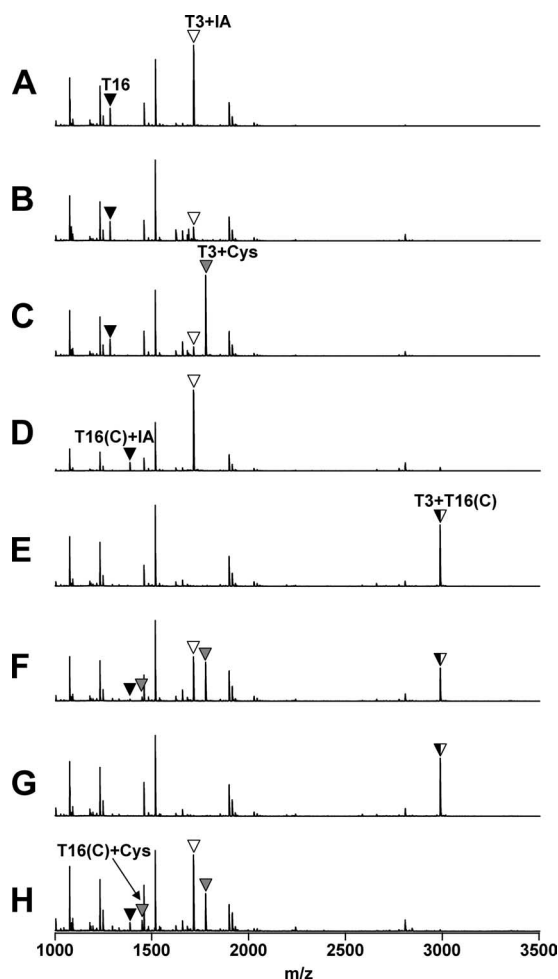 T3+IA
A
T16
B
T3+Cys
C
D
T16(C)+IA
T3+T16(C)
E
F
G
T16(C)+Cys
H
1000 1500 2000 2500 3000 3500
m/z